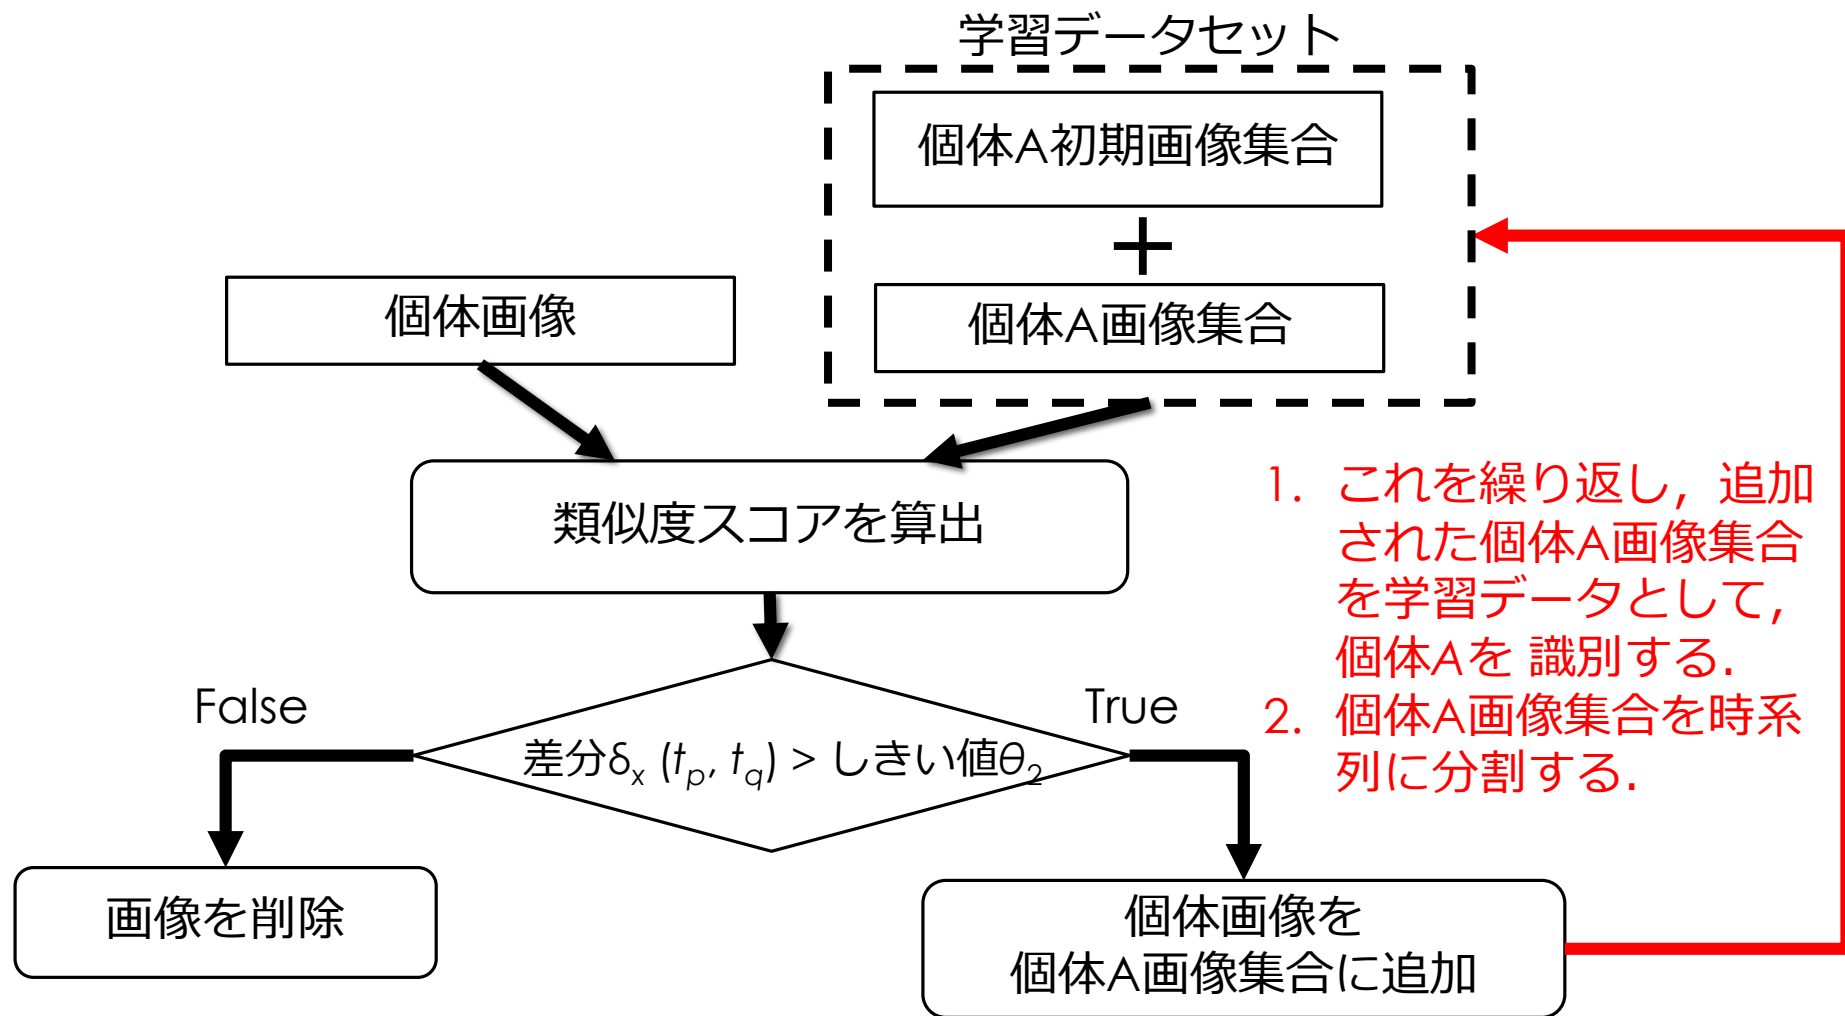 学習データセット
個体A初期画像集合
+
個体画像
個体A画像集合
類似度スコアを算出
1. これを繰り返し，追加
された個体A画像集合
を学習データとして，
個体Aを 識別する．
2. 個体A画像集合を時系
列に分割する．
False
True
差分δx (tp, tq) > しきい値θ2
画像を削除
個体画像を
個体A画像集合に追加